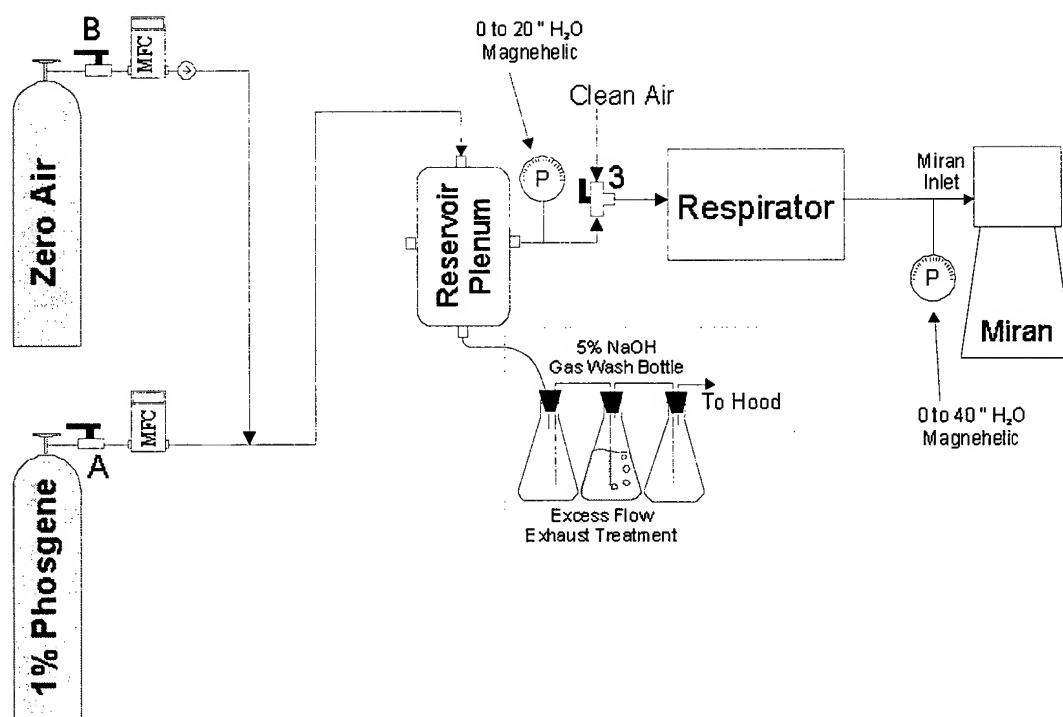 B
MFC
Zero Air
0 to 20 " H₂O
Magnehelic
Clean Air
3
P
Reservoir
Plenum
Respirator
Miran
Inlet
P
Miran
0 to 40 " H₂O
Magnehelic
5% NaOH
Gas Wash Bottle
To Hood
Excess Flow
Exhaust Treatment
MFC
A
1% Phosgene